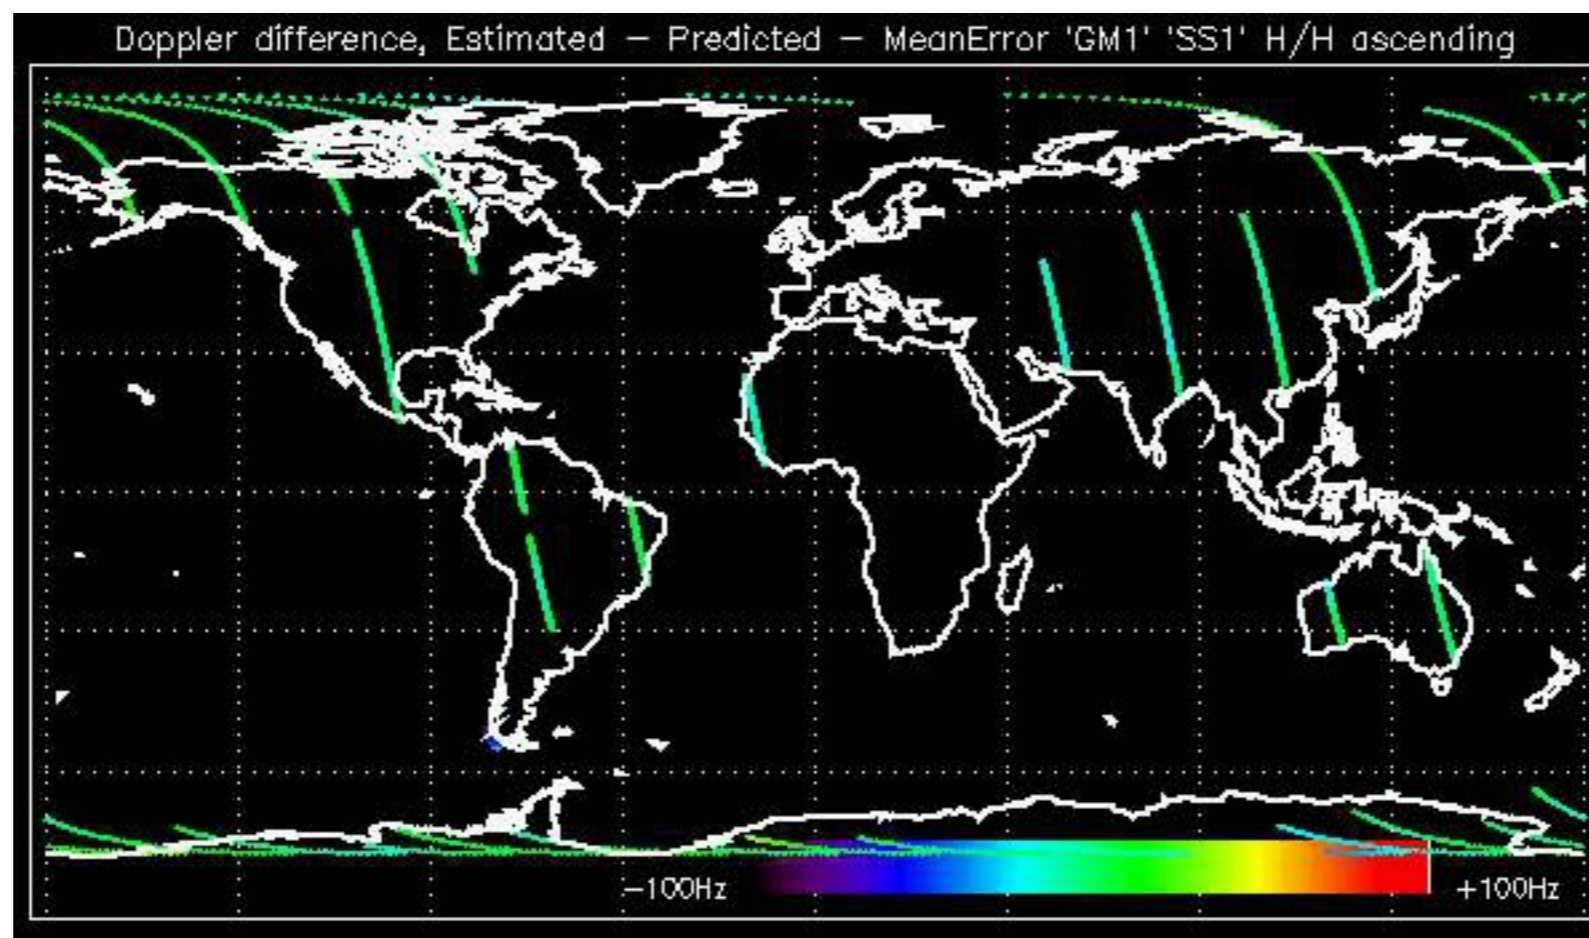 Doppler difference, Estimated – Predicted – MeanError 'GM1' 'SS1' H/H ascending
–100Hz
+100Hz